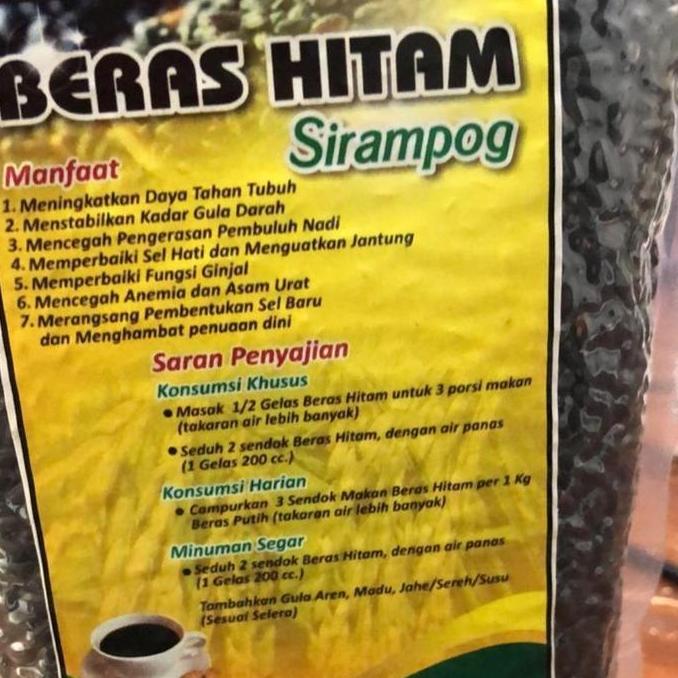 BERAS HITAM
Sirampog
Manfaat
1. Meningkatkan Daya Tahan Tubuh
2. Menstabilkan Kadar Gula Darah
3. Mencegah Pengerasan Pembuluh Nadi
4. Memperbaiki Sel Hati dan Menguatkan Jantung
5. Memperbaiki Fungsi Ginjal
6. Mencegah Anemia dan Asam Urat
7. Merangsang Pembentukan Sel Baru
dan Menghambat penuaan dini
Saran Penyajian
Konsumsi Khusus
• Masak 1/2 Gelas Beras Hitam untuk 3 porsi makan
(takaran air lebih banyak)
• Seduh 2 sendok Beras Hitam, dengan air panas
(1 Gelas 200 cc.)
Konsumsi Harian
• Campurkan 3 Sendok Makan Beras Hitam per 1 Kg
Beras Putih (takaran air lebih banyak)
Minuman Segar
• Seduh 2 sendok Beras Hitam, dengan air panas
(1 Gelas 200 cc.)
Tambahkan Gula Aren, Madu, Jahe/Sereh/Susu
(Sesuai Selera)